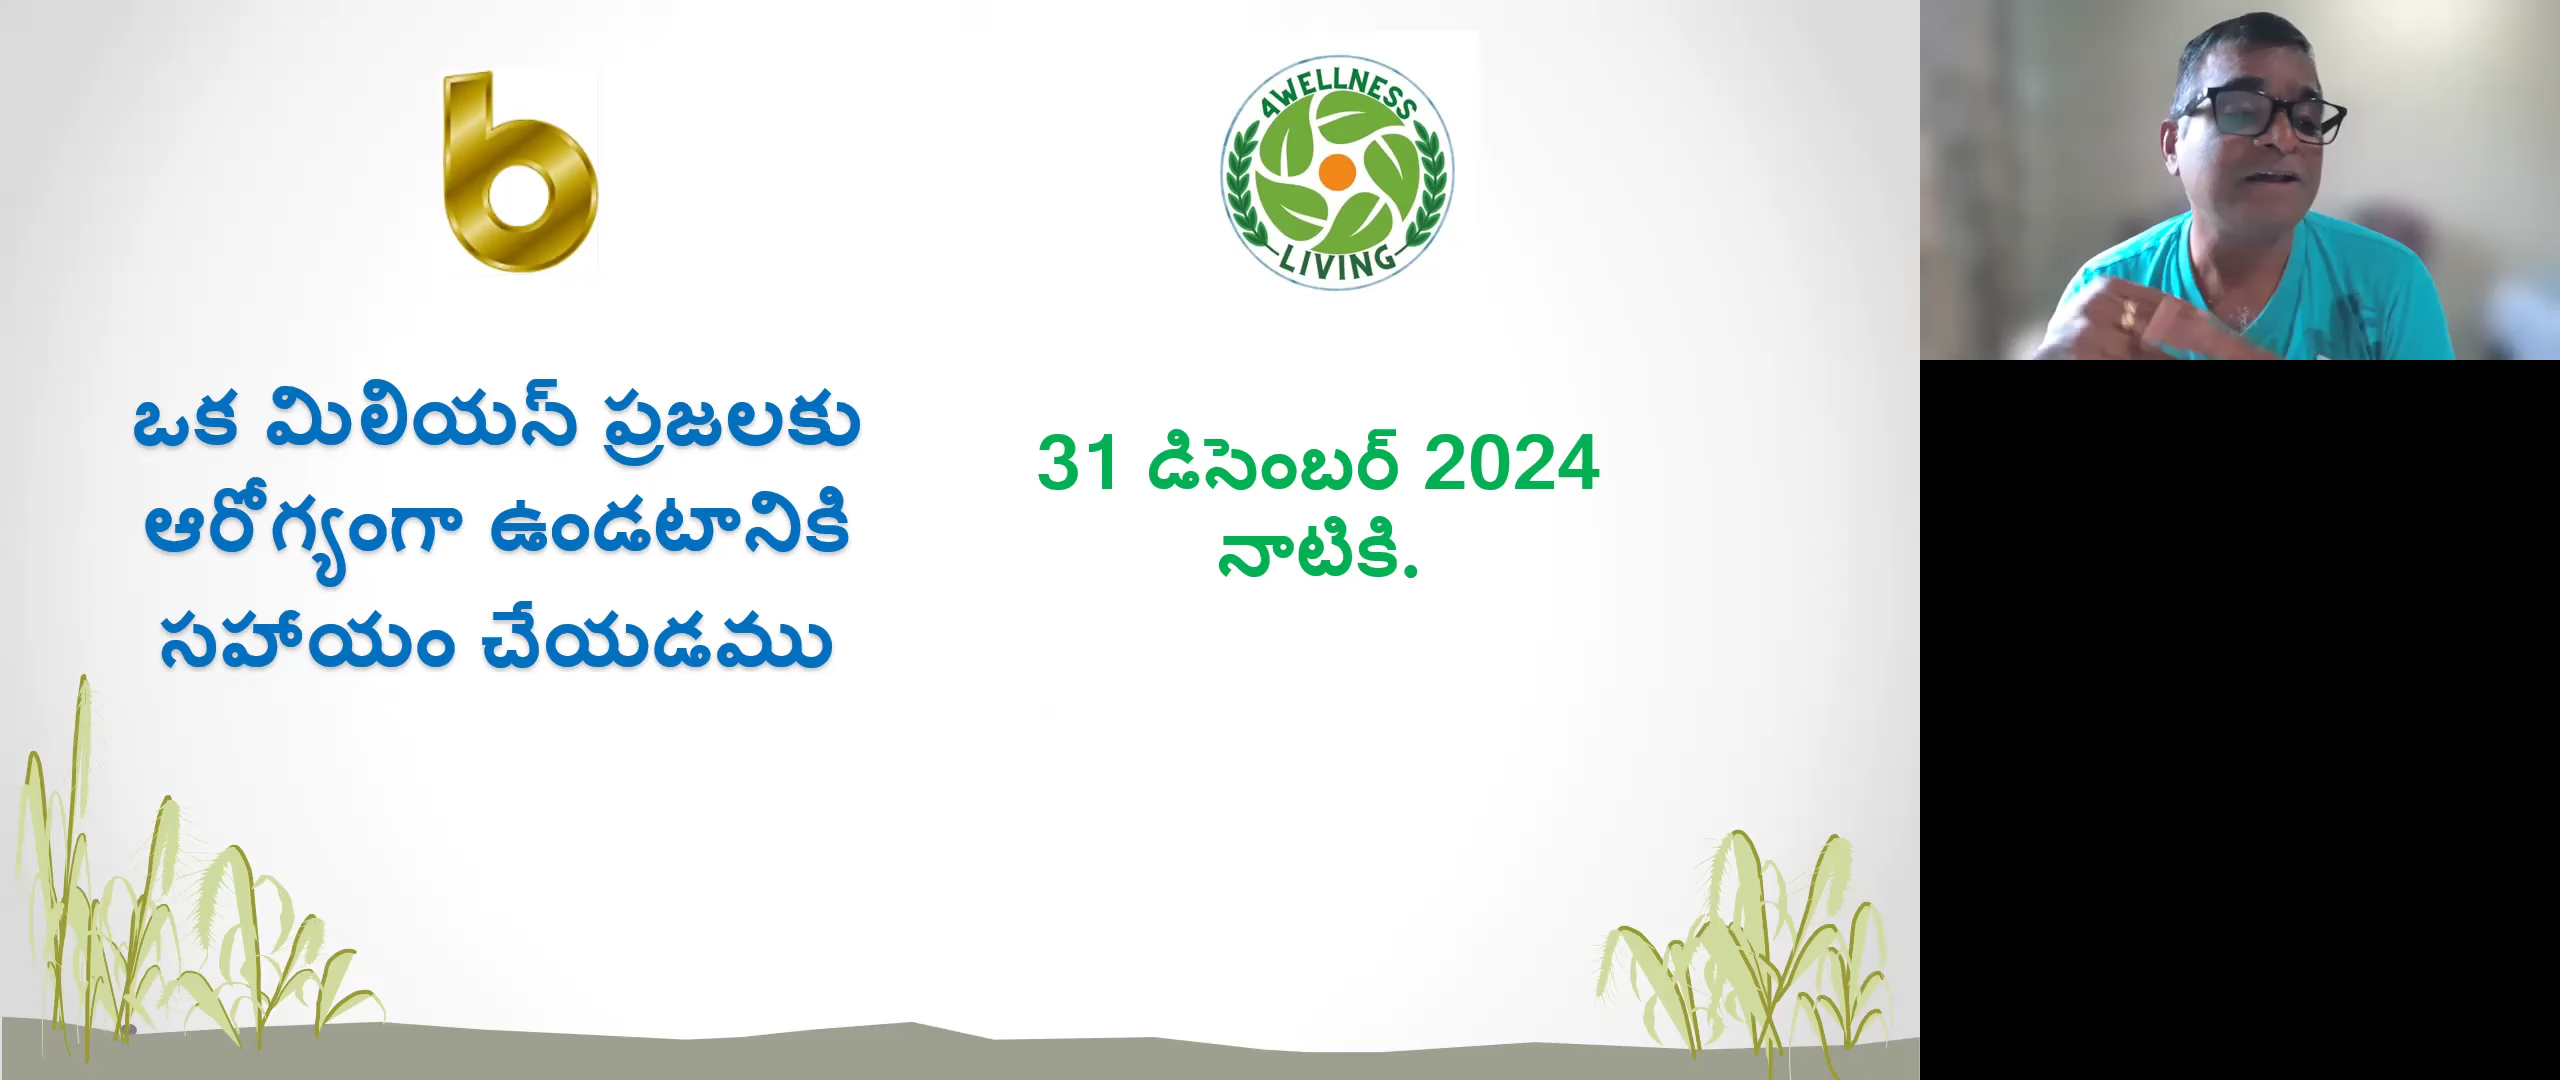 b
4WELLNESS
LIVING
ఒక మిలియన్ ప్రజలకు
ఆరోగ్యంగా ఉండటానికి
సహాయం చేయడము
31 డిసెంబర్ 2024
నాటికి.